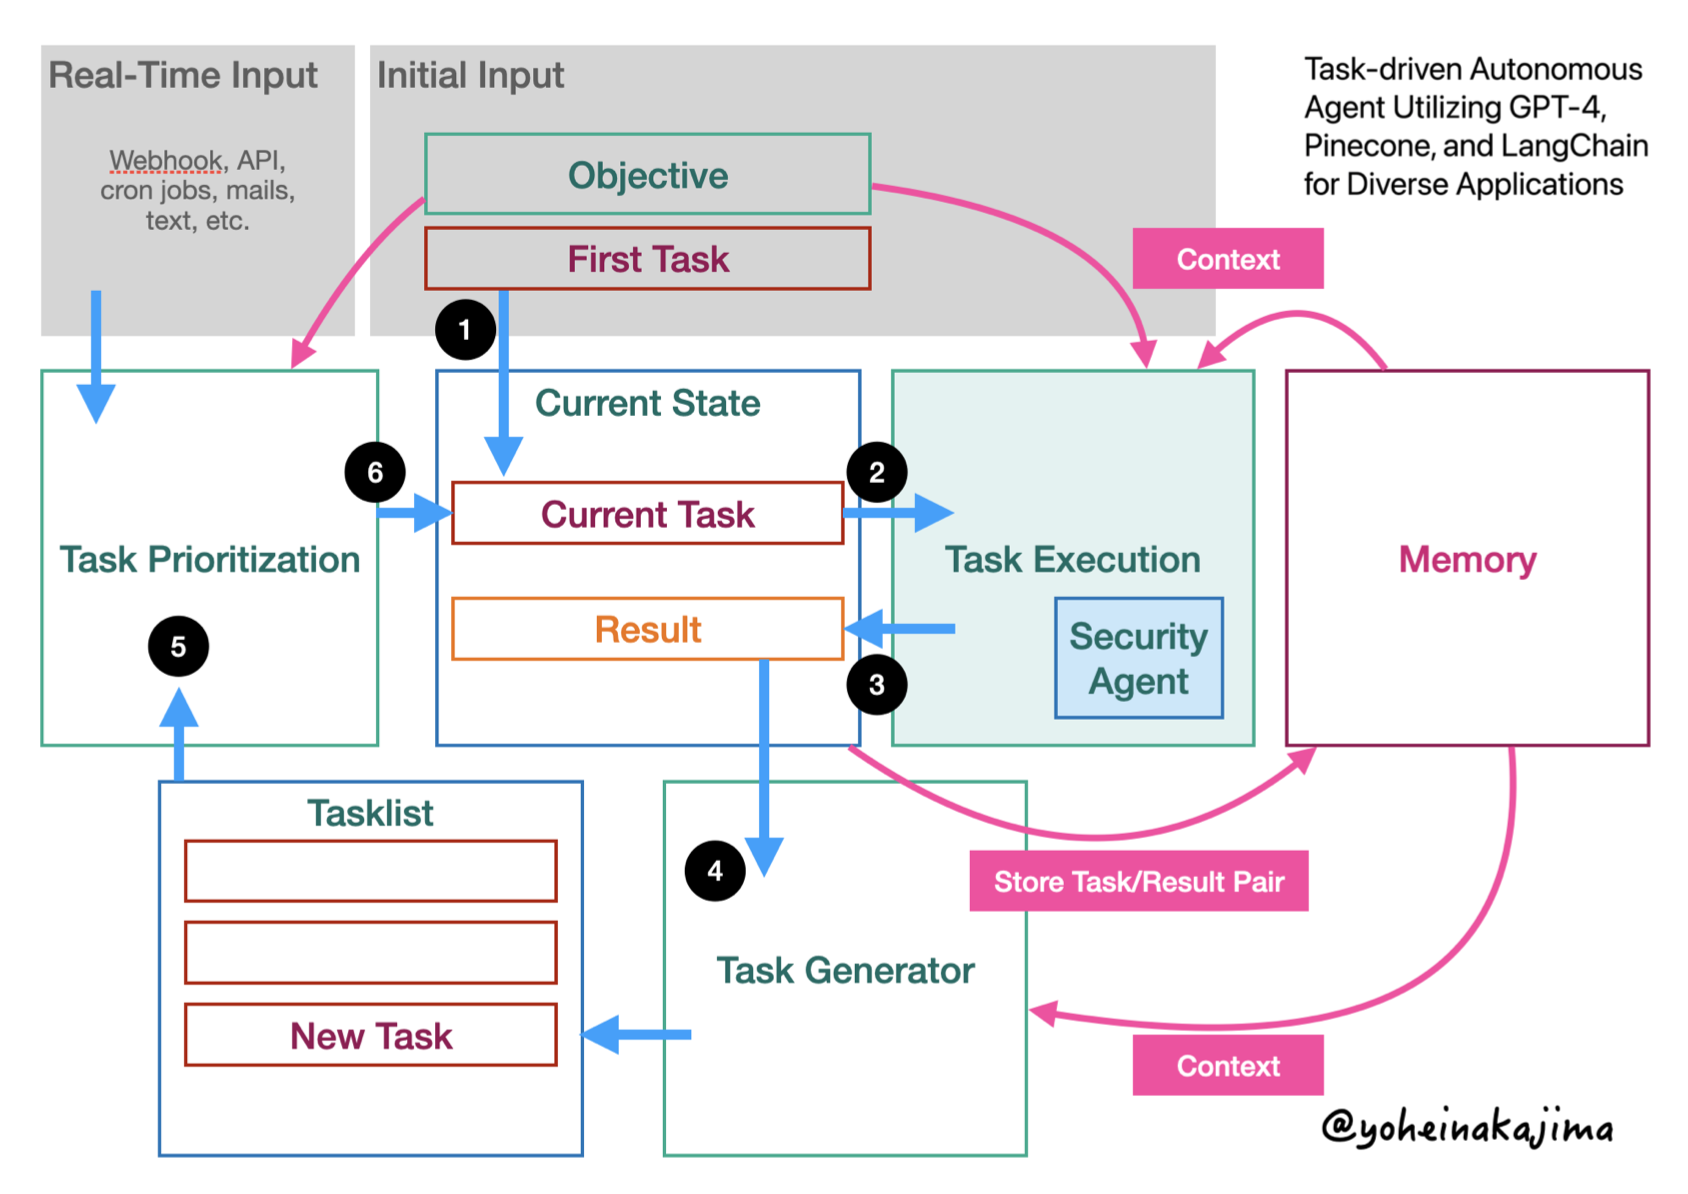 Real-Time Input
Webhook, API,
cron jobs, mails,
text, etc.
Initial Input
Objective
First Task
Task-driven Autonomous
Agent Utilizing GPT-4,
Pinecone, and LangChain
for Diverse Applications
Context
1
Current State
6
Current Task
2
Task Prioritization
Task Execution
Memory
5
Result
3
Security
Agent
Tasklist
4
Store Task/Result Pair
Task Generator
New Task
Context
@yoheinakajima